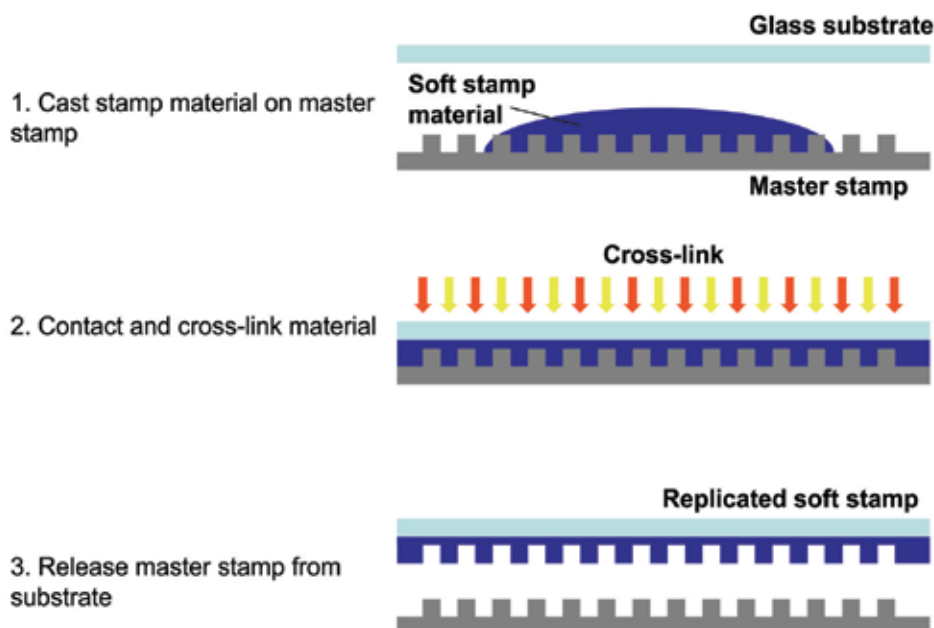 Glass substrate
1. Cast stamp material on master
stamp
Soft stamp
material
Master stamp
Cross-link
2. Contact and cross-link material
Replicated soft stamp
3. Release master stamp from
substrate